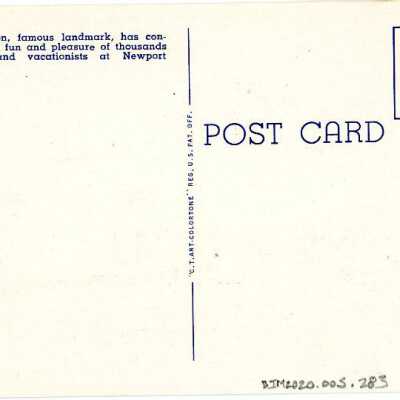 on, famous landmark, has con-
fun and pleasure of thousands
and vacationists at Newport
POST CARD
"C.T. ART-COLORTONE" REG. U.S. PAT. OFF.
BIM2020.005.283